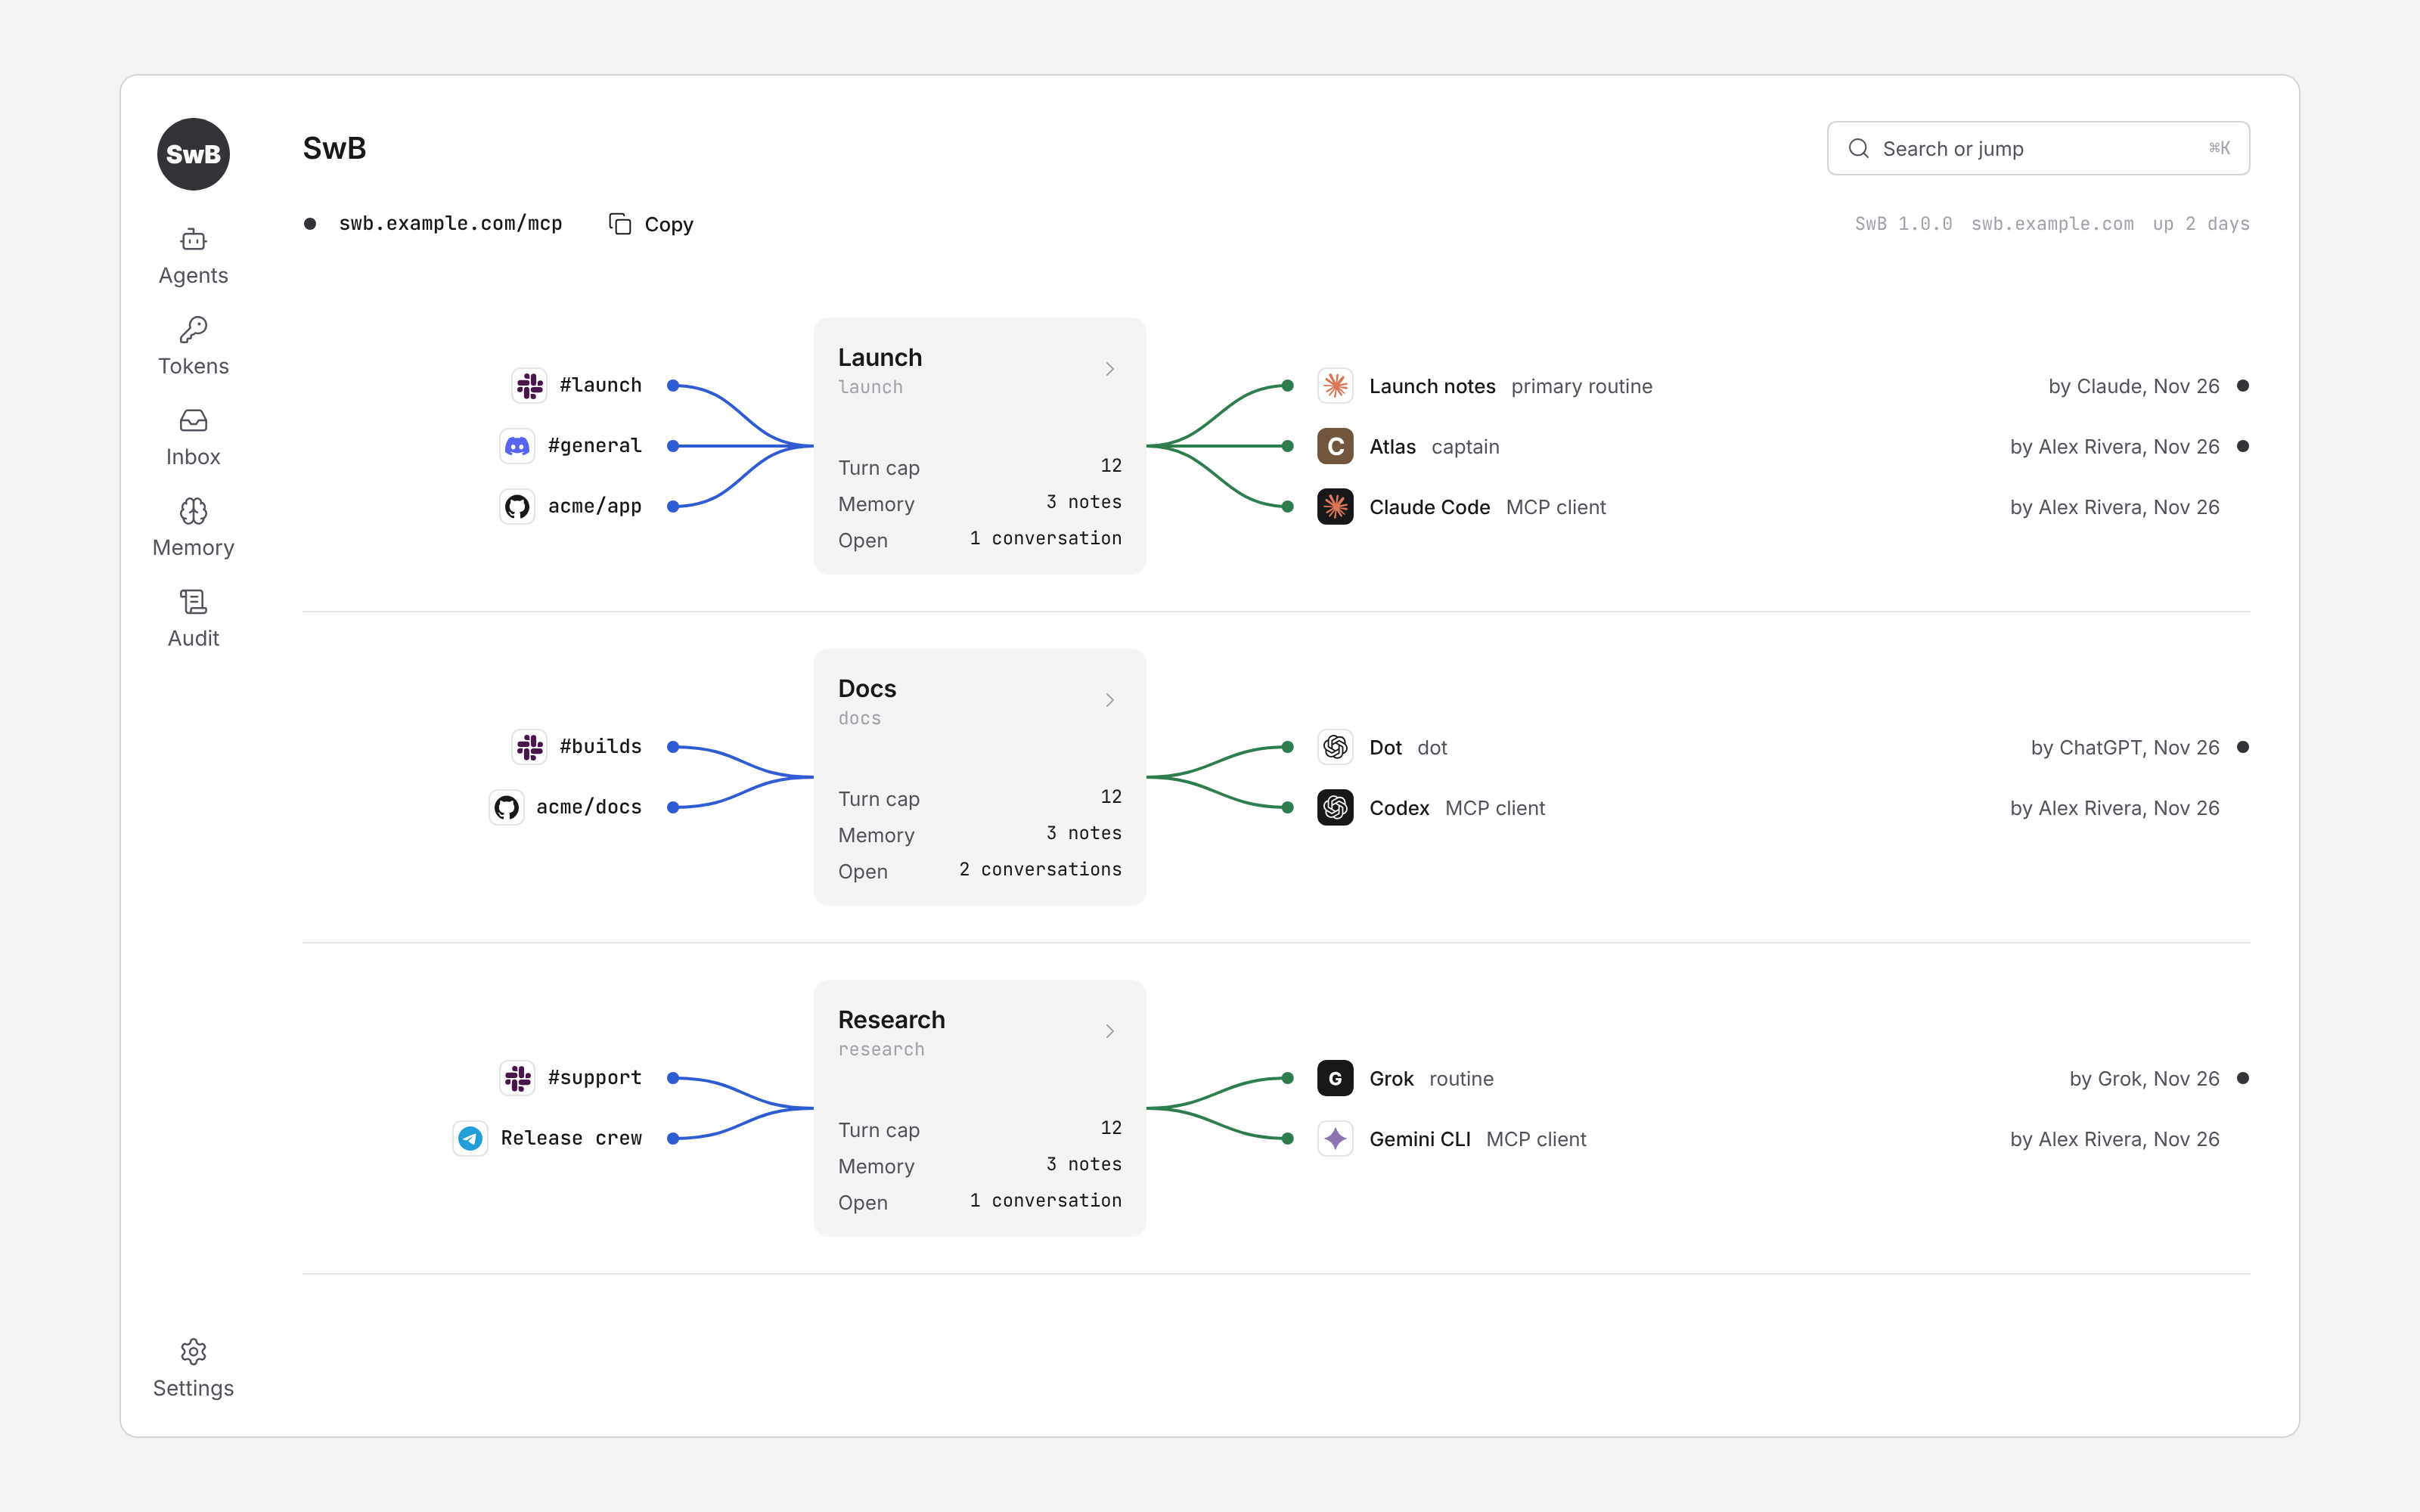 SwB
SwB
Search or jump ⌘K
swb.example.com/mcp Copy
SwB 1.0.0 swb.example.com up 2 days
Agents
Tokens
Inbox
Memory
Audit
Settings
#launch
#general
acme/app
Launch
launch
Turn cap 12
Memory 3 notes
Open 1 conversation
Launch notes primary routine by Claude, Nov 26
C Atlas captain by Alex Rivera, Nov 26
Claude Code MCP client by Alex Rivera, Nov 26
#builds
acme/docs
Docs
docs
Turn cap 12
Memory 3 notes
Open 2 conversations
Dot dot by ChatGPT, Nov 26
Codex MCP client by Alex Rivera, Nov 26
#support
Release crew
Research
research
Turn cap 12
Memory 3 notes
Open 1 conversation
G Grok routine by Grok, Nov 26
Gemini CLI MCP client by Alex Rivera, Nov 26